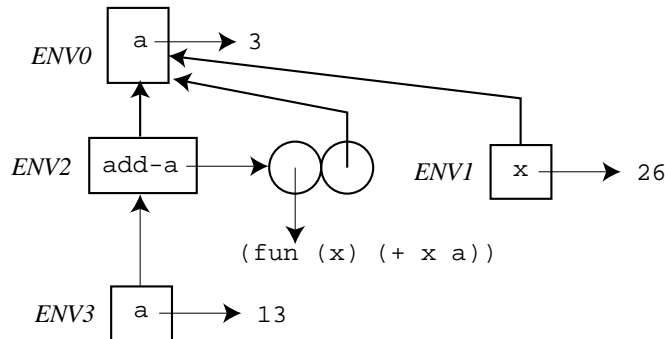 ENV0 a 3
ENV2 add-a ENV1 x 26
(fun (x) (+ x a))
ENV3 a 13